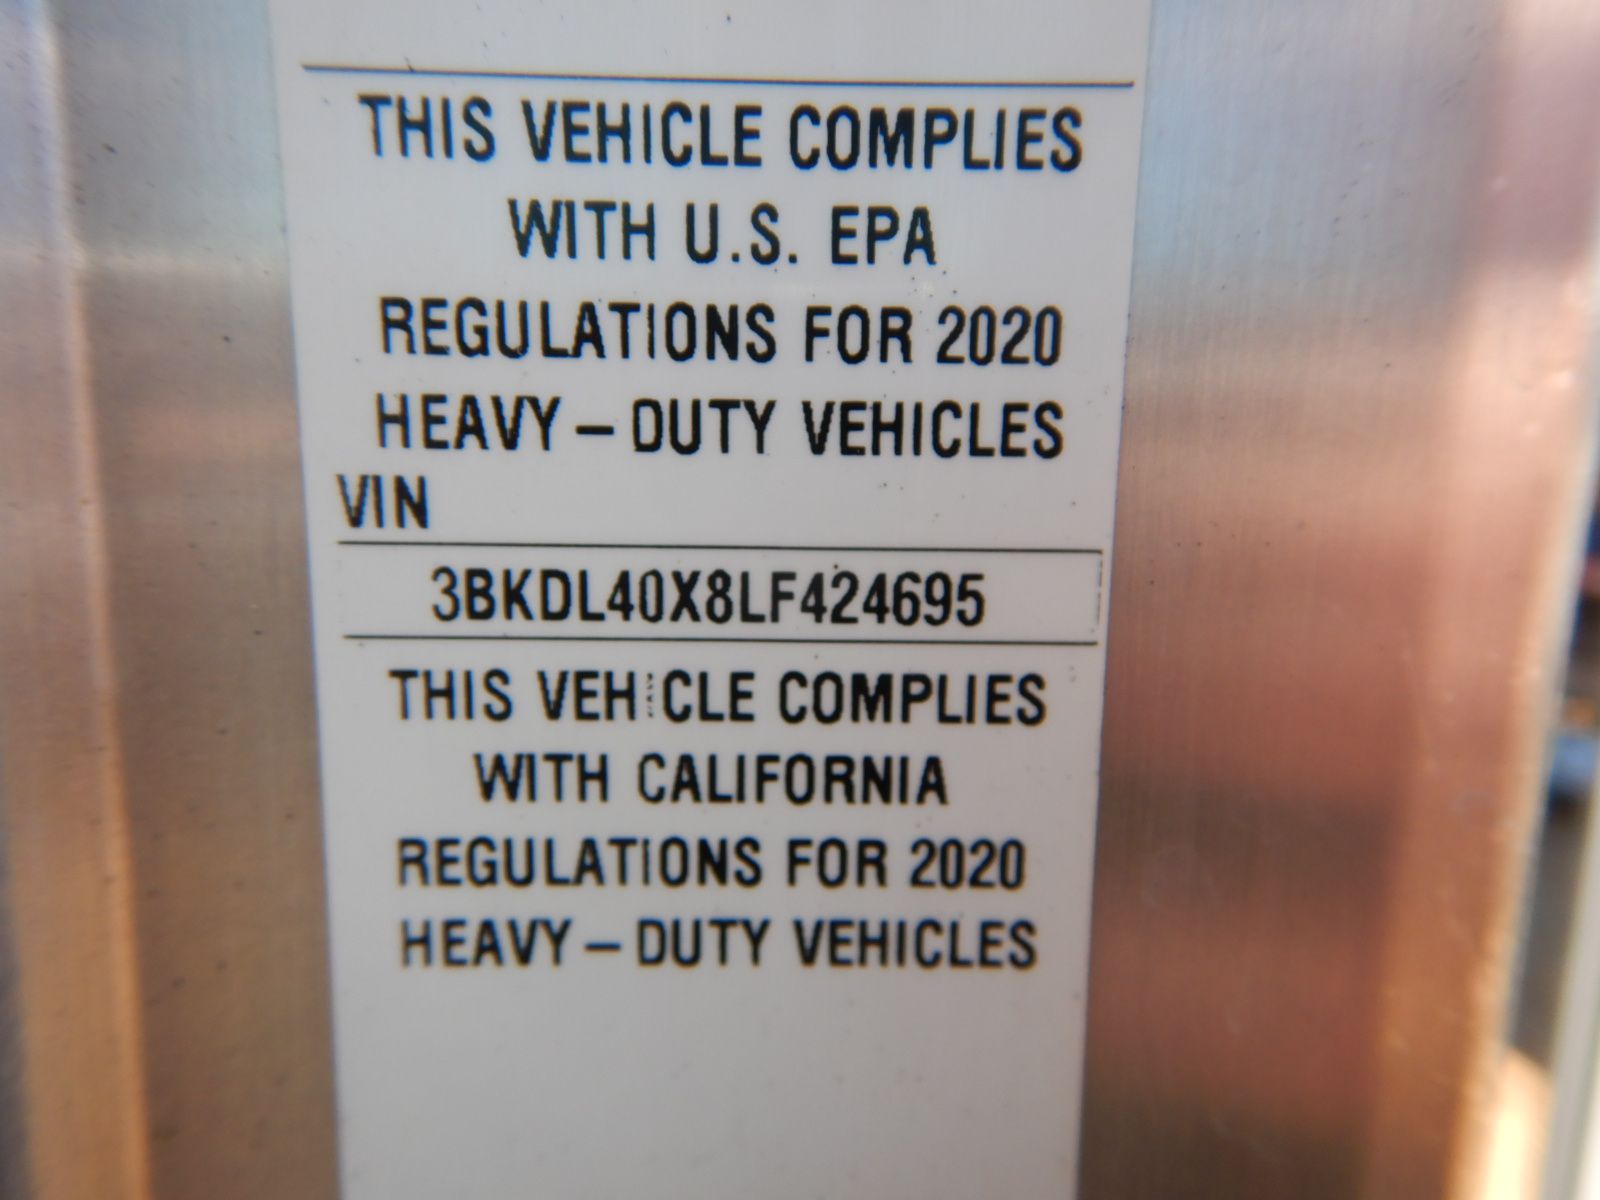 THIS VEHICLE COMPLIES
WITH U.S. EPA
REGULATIONS FOR 2020
HEAVY-DUTY VEHICLES
VIN
3BKDL40X8LF424695
THIS VEHICLE COMPLIES
WITH CALIFORNIA
REGULATIONS FOR 2020
HEAVY-DUTY VEHICLES